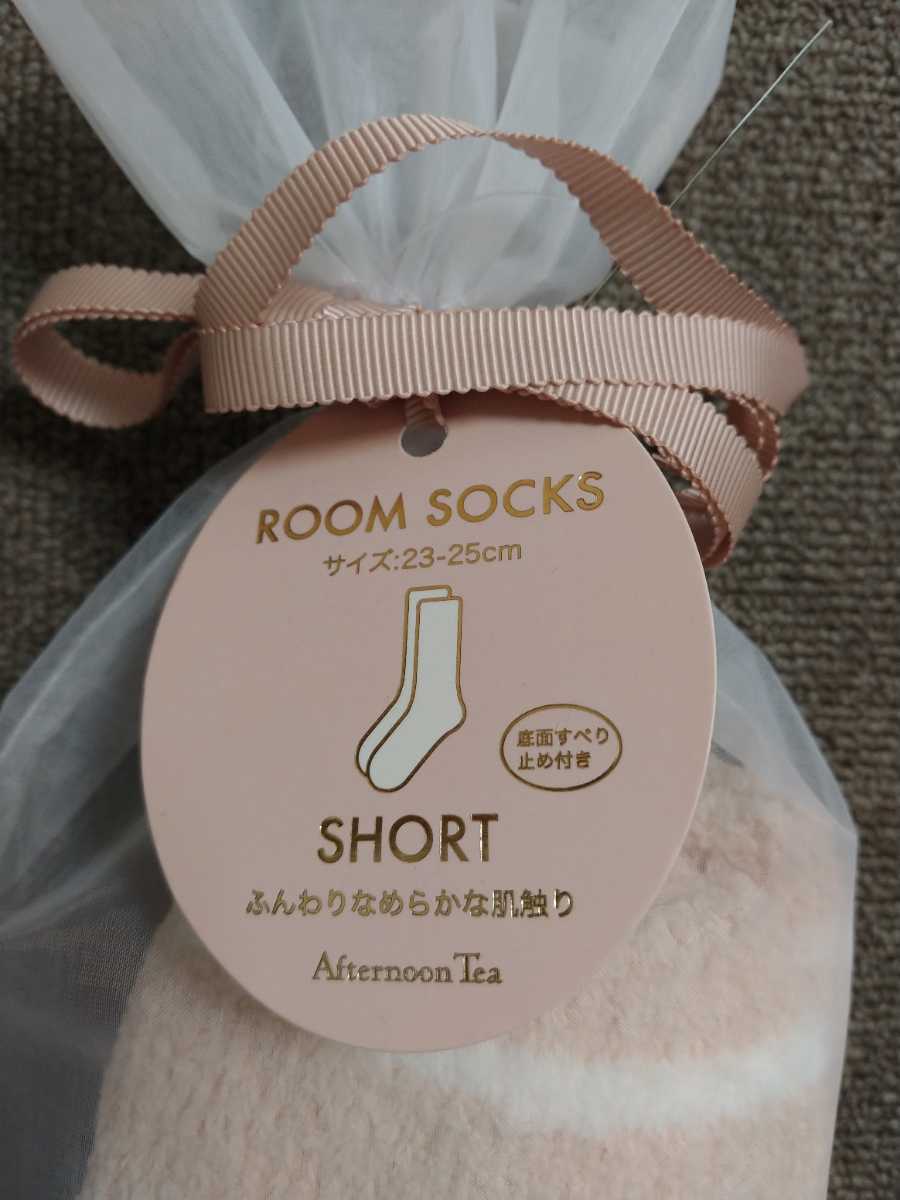 ROOM SOCKS
サイズ:23-25cm
底面すべり
止め付き
SHORT
ふんわりなめらかな肌触り
Afternoon Tea